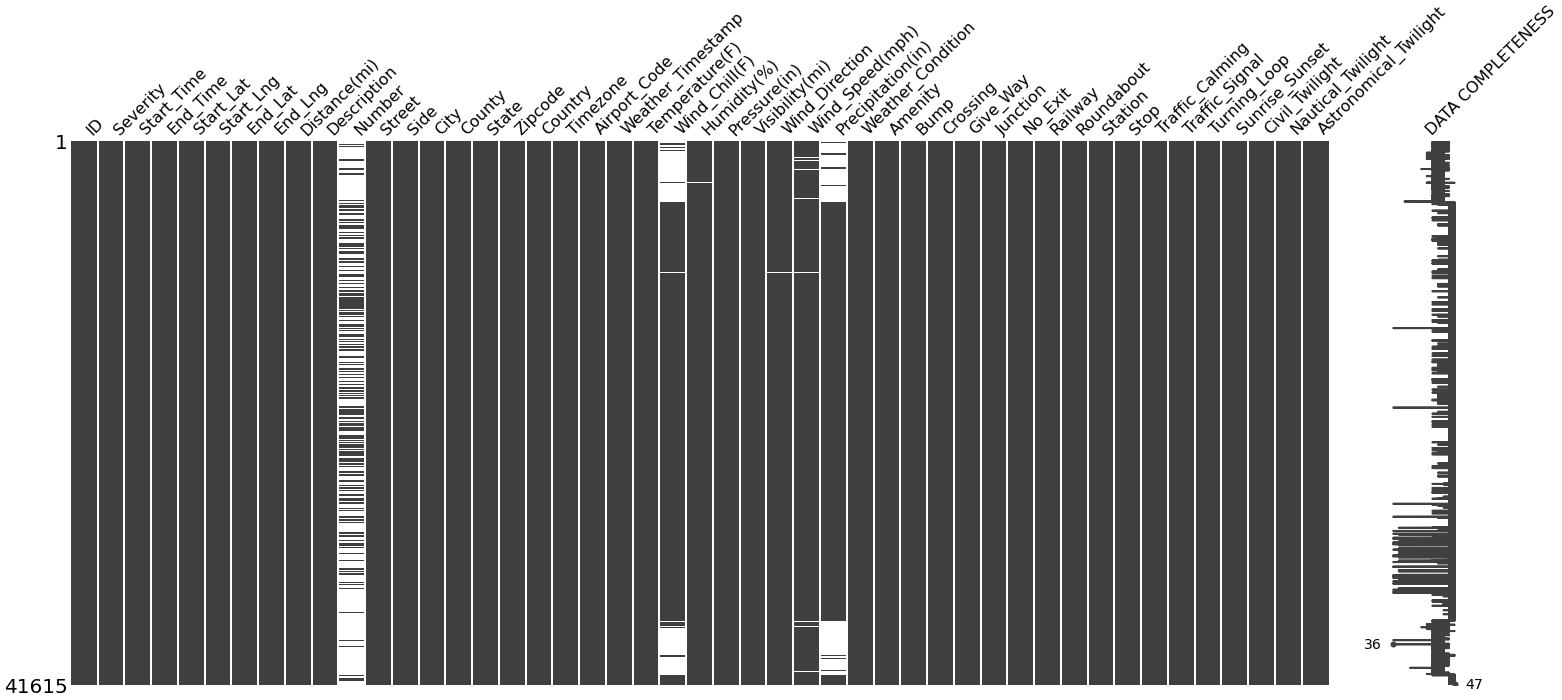 ID
Severity
Start_Time
End_Time
Start_Lat
Start_Lng
End_Lat
End_Lng
Distance(mi)
Description
Number
Street
Side
City
County
State
Zipcode
Country
Timezone
Airport_Code
Weather_Timestamp
Temperature(F)
Wind_Chill(F)
Humidity(%)
Pressure(in)
Visibility(mi)
Wind_Direction
Wind_Speed(mph)
Precipitation(in)
Weather_Condition
Amenity
Bump
Crossing
Give_Way
Junction
No_Exit
Railway
Roundabout
Station
Stop
Traffic_Calming
Traffic_Signal
Turning_Loop
Sunrise_Sunset
Civil_Twilight
Nautical_Twilight
Astronomical_Twilight
DATA COMPLETENESS
1
36
41615
47